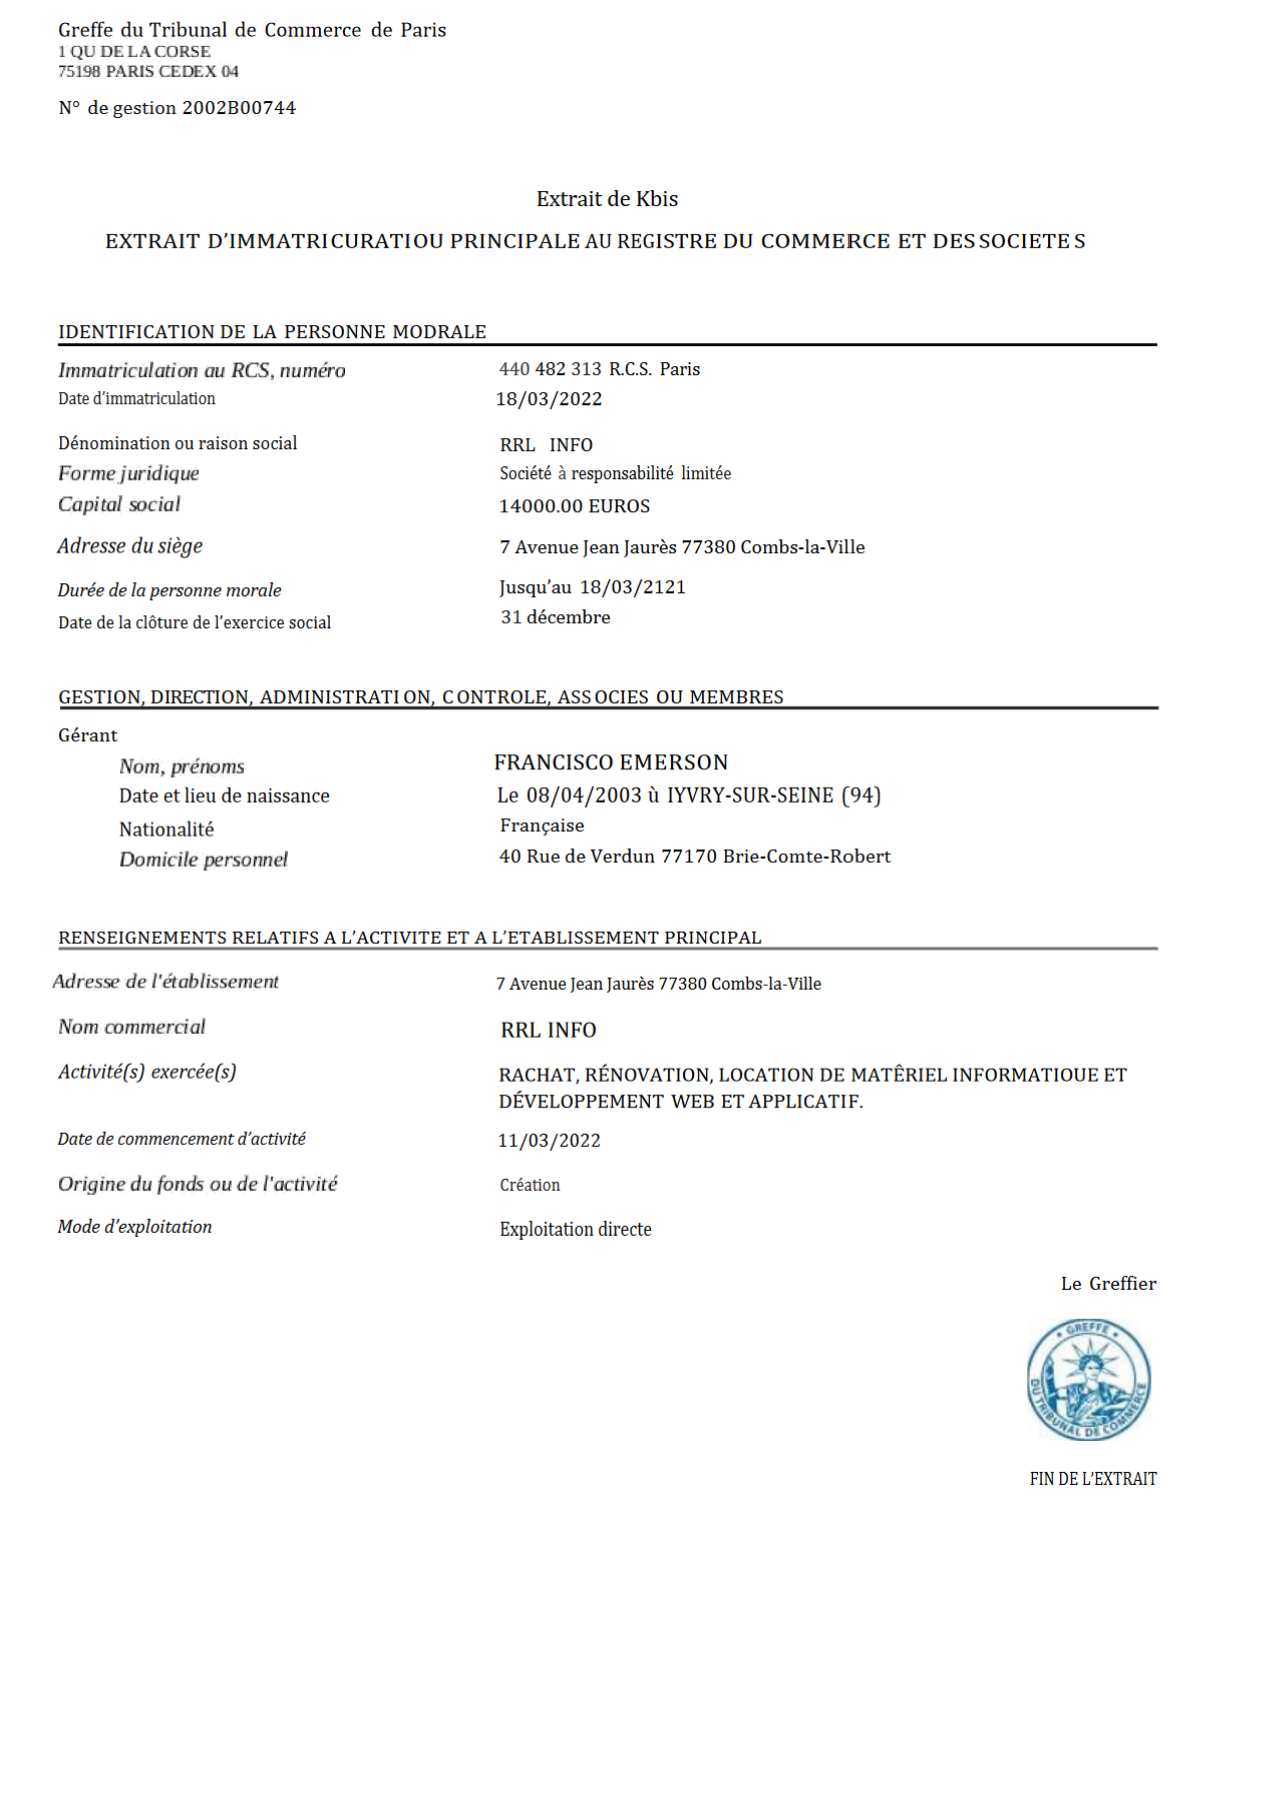 Greffe du Tribunal de Commerce de Paris
1 QU DE LA CORSE
75198 PARIS CEDEX 04
N° de gestion 2002B00744
Extrait de Kbis
EXTRAIT D’IMMATRICURATIOU PRINCIPALE AU REGISTRE DU COMMERCE ET DES SOCIETES
IDENTIFICATION DE LA PERSONNE MODRALE
Immatriculation au RCS, numéro 440 482 313 R.C.S. Paris
Date d’immatriculation 18/03/2022
Dénomination ou raison social RRL INFO
Forme juridique Société à responsabilité limitée
Capital social 14000.00 EUROS
Adresse du siège 7 Avenue Jean Jaurès 77380 Combs-la-Ville
Durée de la personne morale Jusqu’au 18/03/2121
Date de la clôture de l’exercice social 31 décembre
GESTION, DIRECTION, ADMINISTRATION, CONTROLE, ASSOCIES OU MEMBRES
Gérant
Nom, prénoms FRANCISCO EMERSON
Date et lieu de naissance Le 08/04/2003 ù IYVRY-SUR-SEINE (94)
Nationalité Française
Domicile personnel 40 Rue de Verdun 77170 Brie-Comte-Robert
RENSEIGNEMENTS RELATIFS A L’ACTIVITE ET A L’ETABLISSEMENT PRINCIPAL
Adresse de l'établissement 7 Avenue Jean Jaurès 77380 Combs-la-Ville
Nom commercial RRL INFO
Activité(s) exercée(s) RACHAT, RÉNOVATION, LOCATION DE MATÊRIEL INFORMATIOUE ET
DÉVELOPPEMENT WEB ET APPLICATIF.
Date de commencement d’activité 11/03/2022
Origine du fonds ou de l'activité Création
Mode d’exploitation Exploitation directe
Le Greffier
GREFFE
DU TRIBUNAL DE COMMERCE
FIN DE L’EXTRAIT